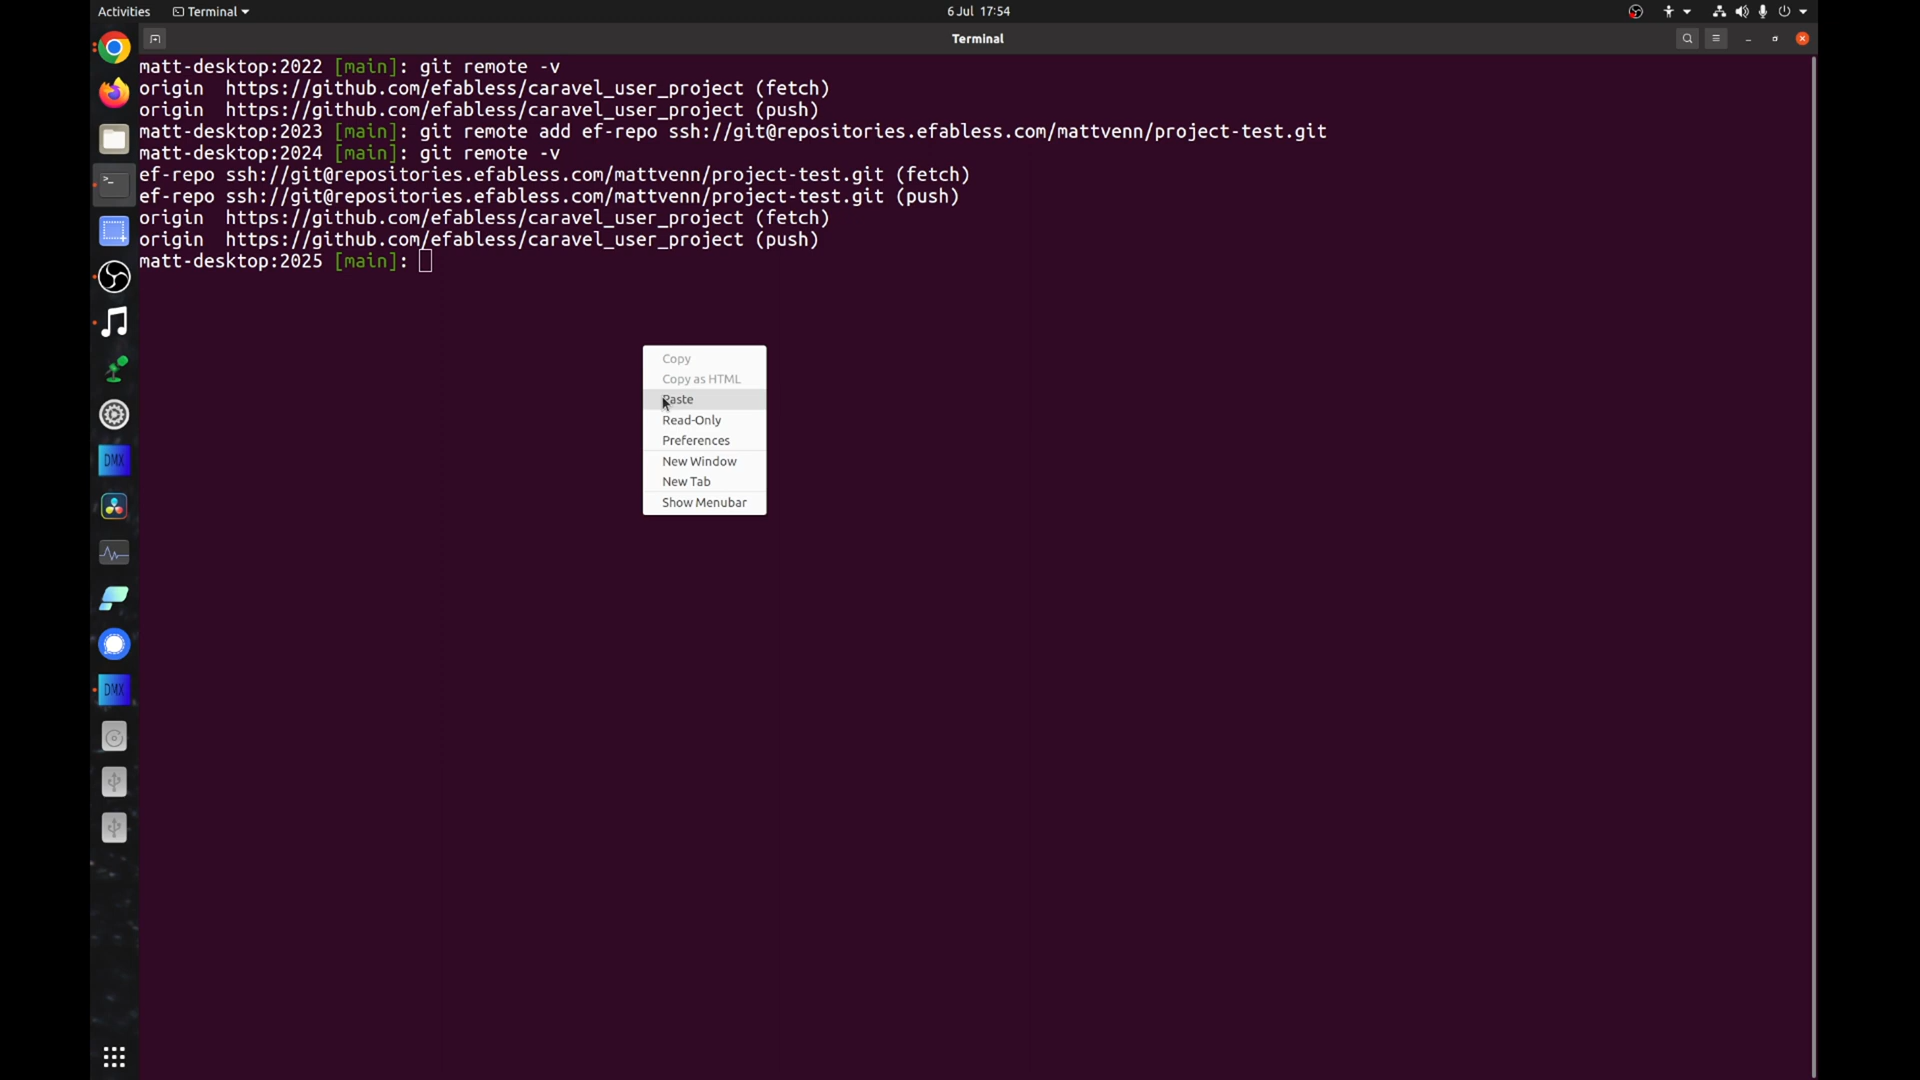 Activities Terminal 6 Jul 17:54
Terminal
matt-desktop:2022 [main]: git remote -v
origin https://github.com/efabless/caravel_user_project (fetch)
origin https://github.com/efabless/caravel_user_project (push)
matt-desktop:2023 [main]: git remote add ef-repo ssh://git@repositories.efabless.com/mattvenn/project-test.git
matt-desktop:2024 [main]: git remote -v
ef-repo ssh://git@repositories.efabless.com/mattvenn/project-test.git (fetch)
ef-repo ssh://git@repositories.efabless.com/mattvenn/project-test.git (push)
origin https://github.com/efabless/caravel_user_project (fetch)
origin https://github.com/efabless/caravel_user_project (push)
matt-desktop:2025 [main]:
Copy
Copy as HTML
Paste
Read-Only
Preferences
New Window
New Tab
Show Menubar
DMX
DMX